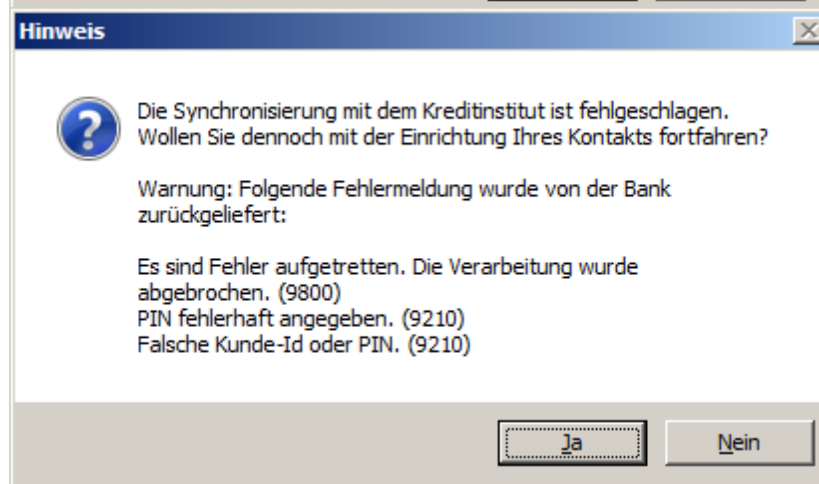 Hinweis
Die Synchronisierung mit dem Kreditinstitut ist fehlgeschlagen.
Wollen Sie dennoch mit der Einrichtung Ihres Kontakts fortfahren?
Warnung: Folgende Fehlermeldung wurde von der Bank
zurückgeliefert:
Es sind Fehler aufgetretten. Die Verarbeitung wurde
abgebrochen. (9800)
PIN fehlerhaft angegeben. (9210)
Falsche Kunde-Id oder PIN. (9210)
Ja Nein